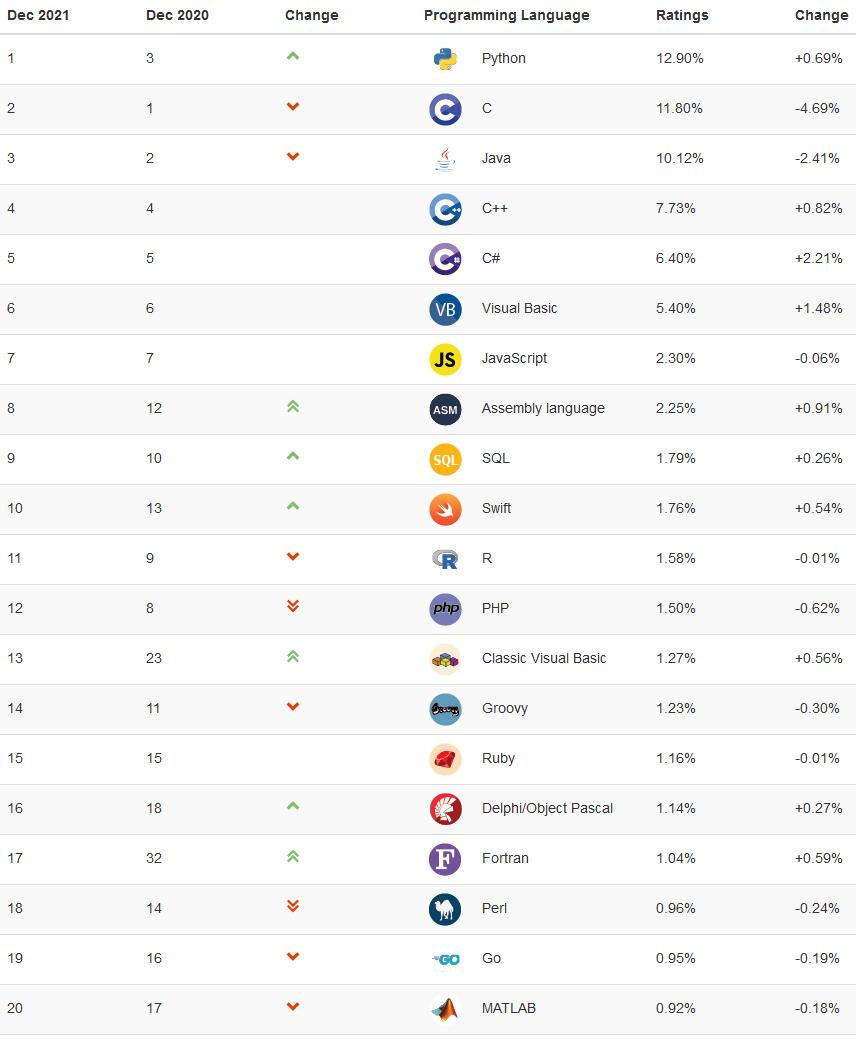 Dec 2021 Dec 2020 Change Programming Language Ratings Change
1 3 Python 12.90% +0.69%
2 1 C C 11.80% -4.69%
3 2 Java 10.12% -2.41%
4 4 C++ C++ 7.73% +0.82%
5 5 C# C# 6.40% +2.21%
6 6 VB Visual Basic 5.40% +1.48%
7 7 JS JavaScript 2.30% -0.06%
8 12 ASM Assembly language 2.25% +0.91%
9 10 SQL SQL 1.79% +0.26%
10 13 Swift 1.76% +0.54%
11 9 R R 1.58% -0.01%
12 8 php PHP 1.50% -0.62%
13 23 Classic Visual Basic 1.27% +0.56%
14 11 Groovy Groovy 1.23% -0.30%
15 15 Ruby 1.16% -0.01%
16 18 Delphi/Object Pascal 1.14% +0.27%
17 32 F Fortran 1.04% +0.59%
18 14 Perl 0.96% -0.24%
19 16 GO Go 0.95% -0.19%
20 17 MATLAB 0.92% -0.18%